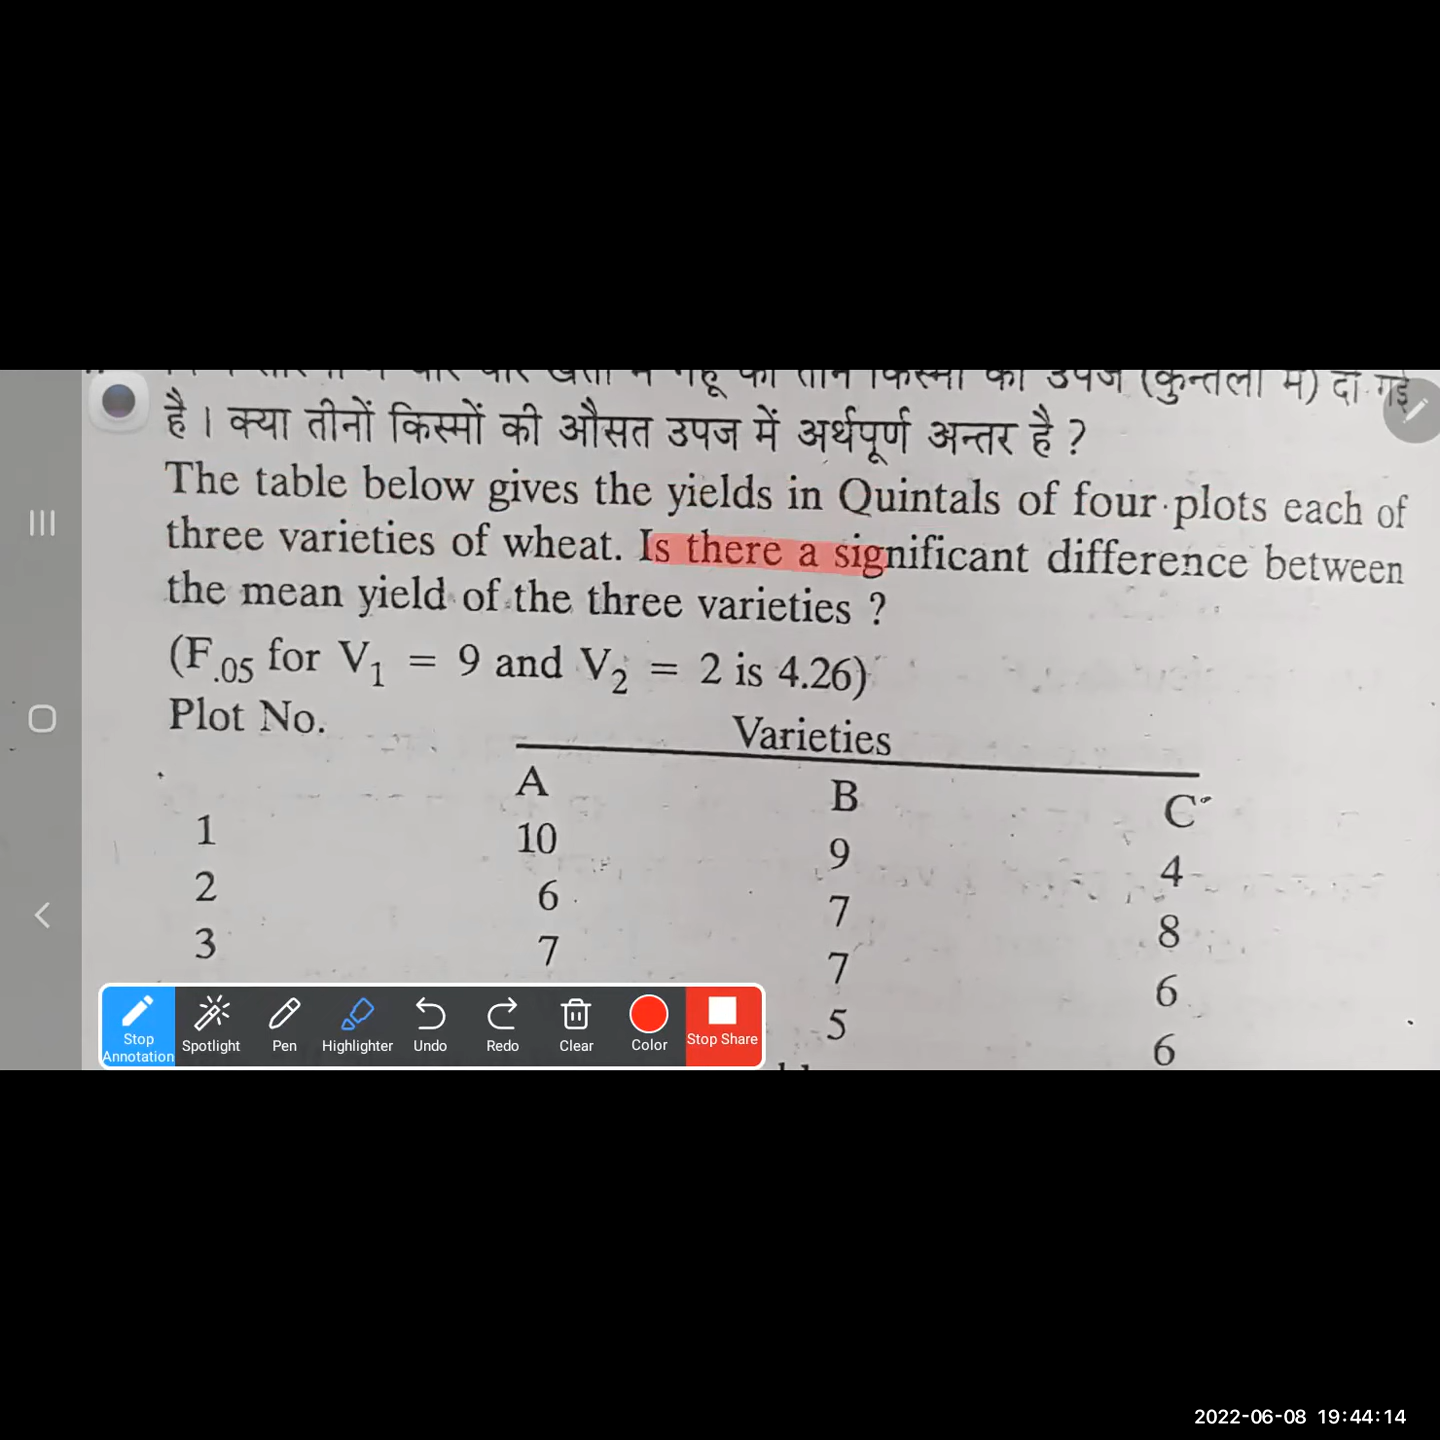 है । क्या तीनों किस्मों की औसत उपज में अर्थपूर्ण अन्तर है ?
The table below gives the yields in Quintals of four plots each of
three varieties of wheat. Is there a significant difference between
the mean yield of the three varieties ?
(F.05 for V1 = 9 and V2 = 2 is 4.26)
Plot No. Varieties
A B C
1 10 9 4
2 6 7 8
3 7 7 6
5 6
Stop Annotation Spotlight Pen Highlighter Undo Redo Clear Color Stop Share
2022-06-08 19:44:14